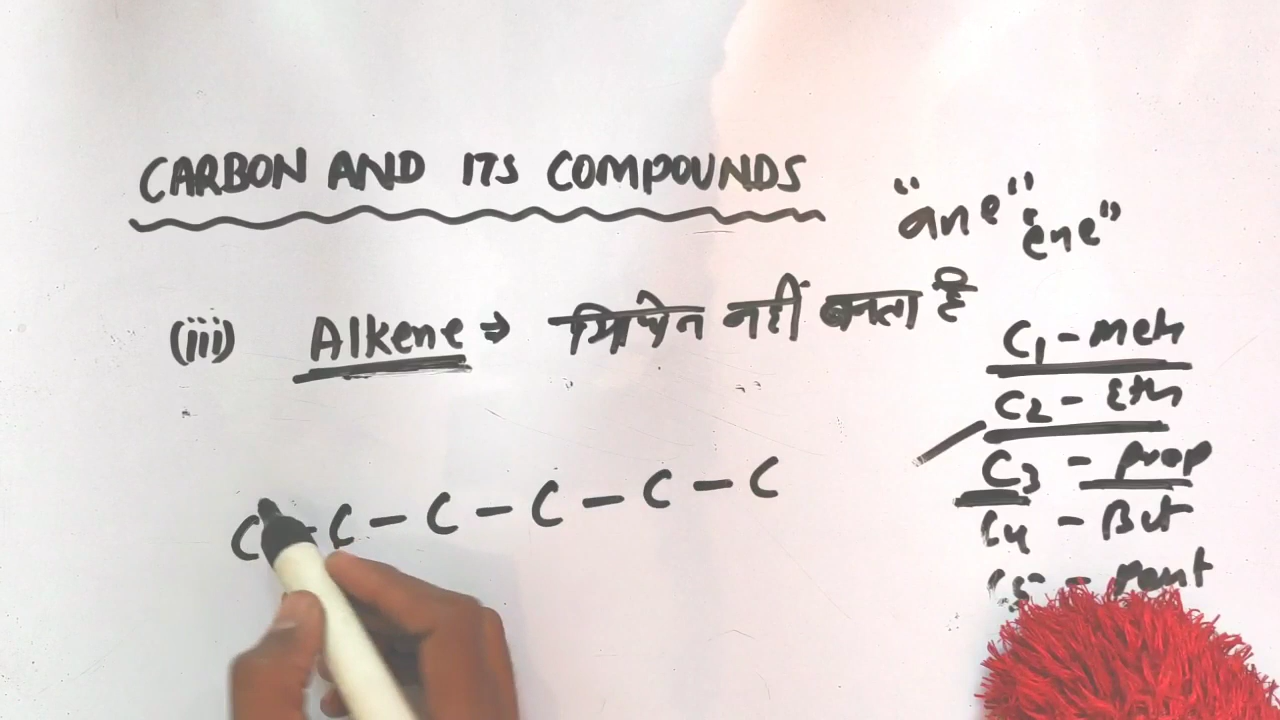 CARBON AND ITS COMPOUNDS
"ane" "ene"
(iii) Alkene ⇒ मिथेन नहीं बनता है
C1 - meth
C2 - Eth
C3 - prop
C4 - But
C5 - pent
C - C - C - C - C - C